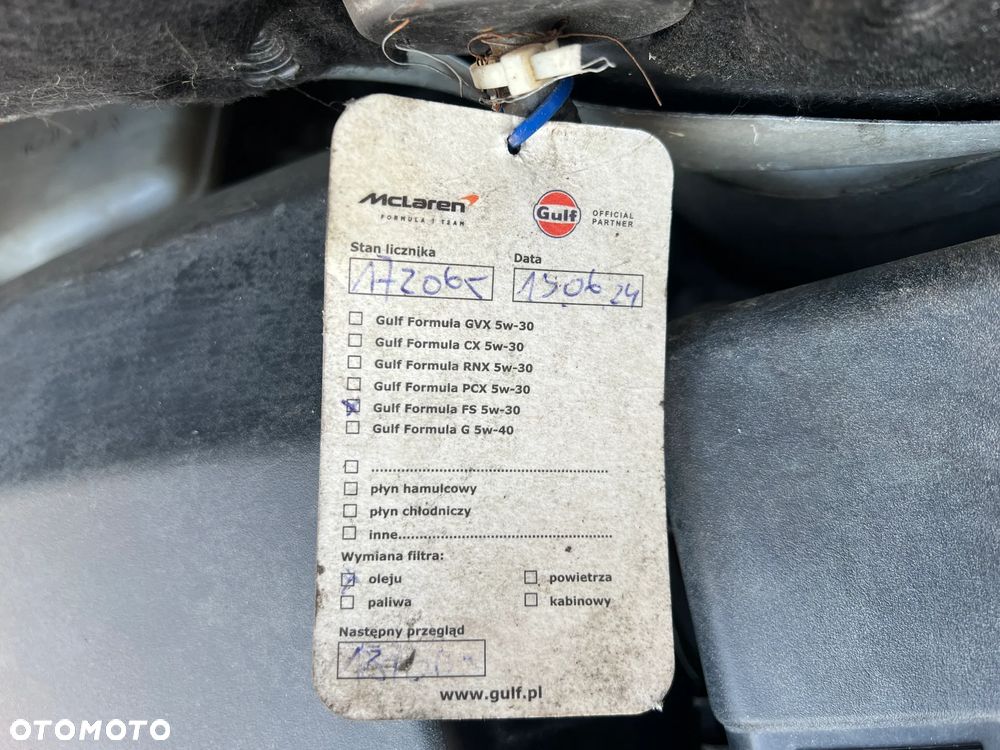 McLaren
FORMULA 1 TEAM
Gulf
OFFICIAL
PARTNER
Stan licznika
Data
172065
19.06.24
Gulf Formula GVX 5w-30
Gulf Formula CX 5w-30
Gulf Formula RNX 5w-30
Gulf Formula PCX 5w-30
Gulf Formula FS 5w-30
Gulf Formula G 5w-40
płyn hamulcowy
płyn chłodniczy
inne
Wymiana filtra:
oleju
powietrza
paliwa
kabinowy
Następny przegląd
www.gulf.pl
OTOMOTO